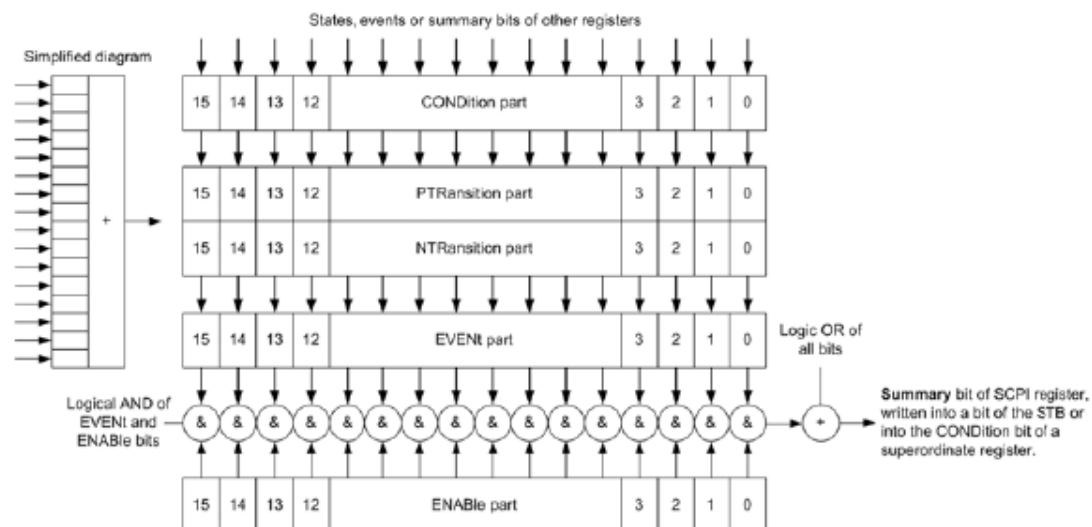 States, events or summary bits of other registers
Simplified diagram
15 14 13 12 CONDition part 3 2 1 0
15 14 13 12 PTRansition part 3 2 1 0
+
15 14 13 12 NTRansition part 3 2 1 0
15 14 13 12 EVENt part 3 2 1 0
Logic OR of
all bits
Logical AND of
EVENt and
ENABle bits
& & & & & & & & & & & & & & & &
+
Summary bit of SCPI register,
written into a bit of the STB or
into the CONDition bit of a
superordinate register.
15 14 13 12 ENABle part 3 2 1 0